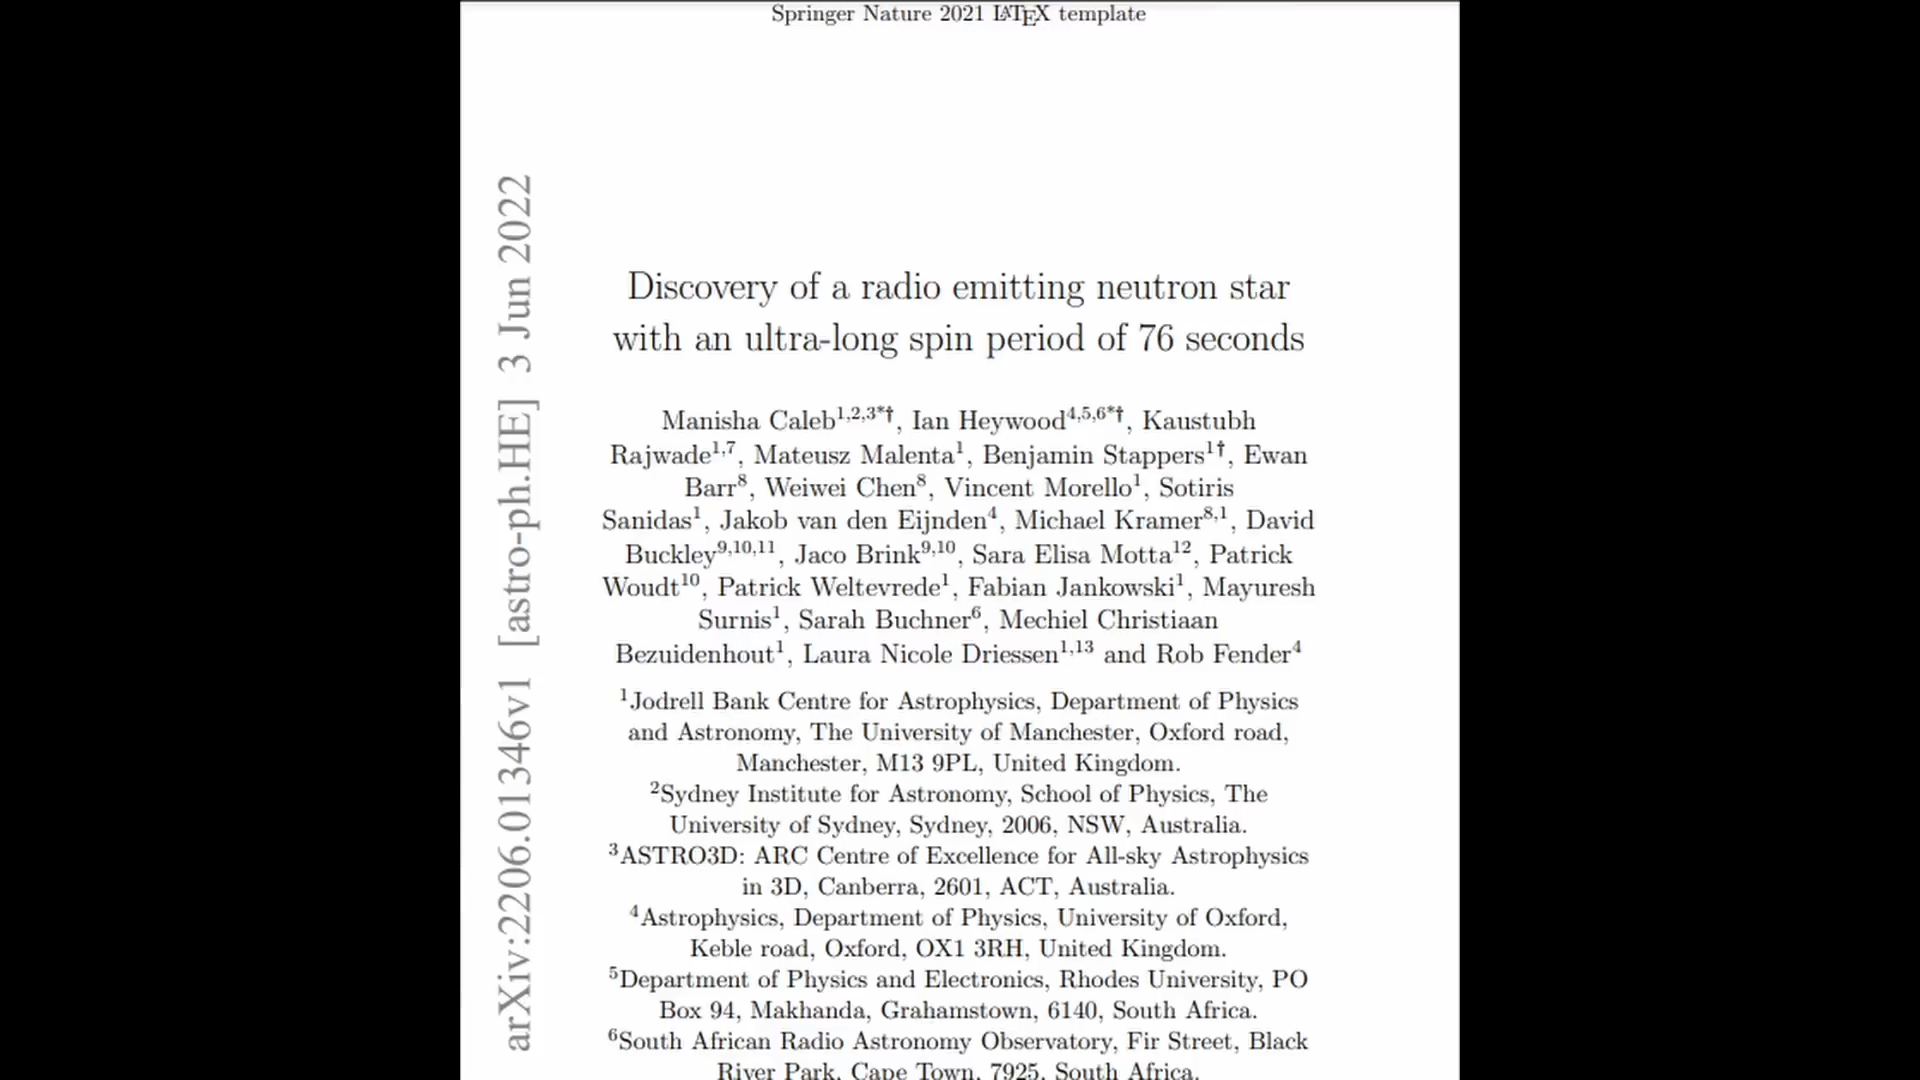 Springer Nature 2021 LATEX template
arXiv:2206.01346v1 [astro-ph.HE] 3 Jun 2022
Discovery of a radio emitting neutron star
with an ultra-long spin period of 76 seconds
Manisha Caleb1,2,3*†, Ian Heywood4,5,6*†, Kaustubh
Rajwade1,7, Mateusz Malenta1, Benjamin Stappers1†, Ewan
Barr8, Weiwei Chen8, Vincent Morello1, Sotiris
Sanidas1, Jakob van den Eijnden4, Michael Kramer8,1, David
Buckley9,10,11, Jaco Brink9,10, Sara Elisa Motta12, Patrick
Woudt10, Patrick Weltevrede1, Fabian Jankowski1, Mayuresh
Surnis1, Sarah Buchner6, Mechiel Christiaan
Bezuidenhout1, Laura Nicole Driessen1,13 and Rob Fender4
1Jodrell Bank Centre for Astrophysics, Department of Physics
and Astronomy, The University of Manchester, Oxford road,
Manchester, M13 9PL, United Kingdom.
2Sydney Institute for Astronomy, School of Physics, The
University of Sydney, Sydney, 2006, NSW, Australia.
3ASTRO3D: ARC Centre of Excellence for All-sky Astrophysics
in 3D, Canberra, 2601, ACT, Australia.
4Astrophysics, Department of Physics, University of Oxford,
Keble road, Oxford, OX1 3RH, United Kingdom.
5Department of Physics and Electronics, Rhodes University, PO
Box 94, Makhanda, Grahamstown, 6140, South Africa.
6South African Radio Astronomy Observatory, Fir Street, Black
River Park, Cape Town, 7925, South Africa.